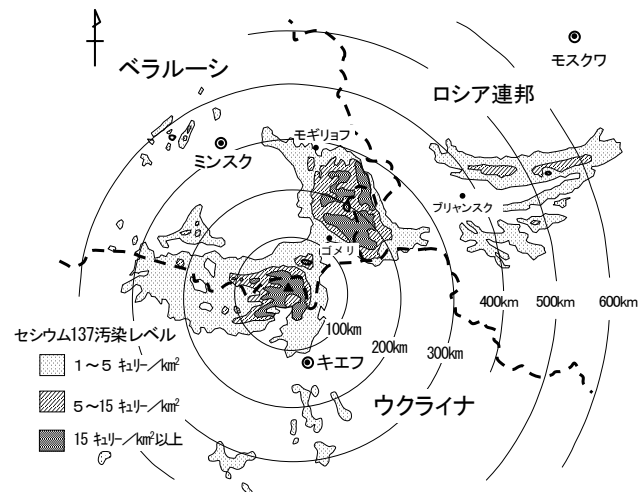 ベラルーシ
モスクワ
ロシア連邦
モギリョフ
ミンスク
ブリャンスク
ゴメリ
セシウム137汚染レベル
1～5 ｷｭﾘｰ／km²
5～15 ｷｭﾘｰ／km²
15 ｷｭﾘｰ／km²以上
キエフ
ウクライナ
100km
200km
300km
400km
500km
600km